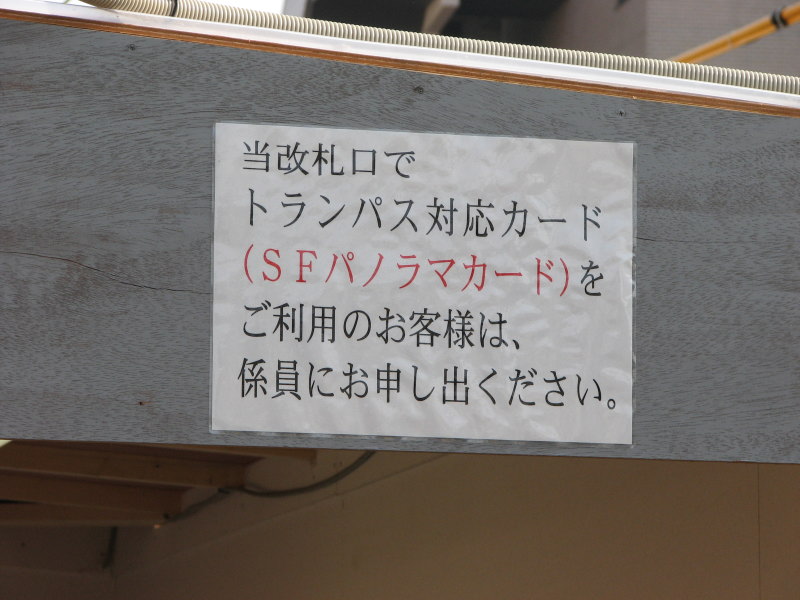 当改札口で
トランパス対応カード
(ＳＦパノラマカード)を
ご利用のお客様は、
係員にお申し出ください。